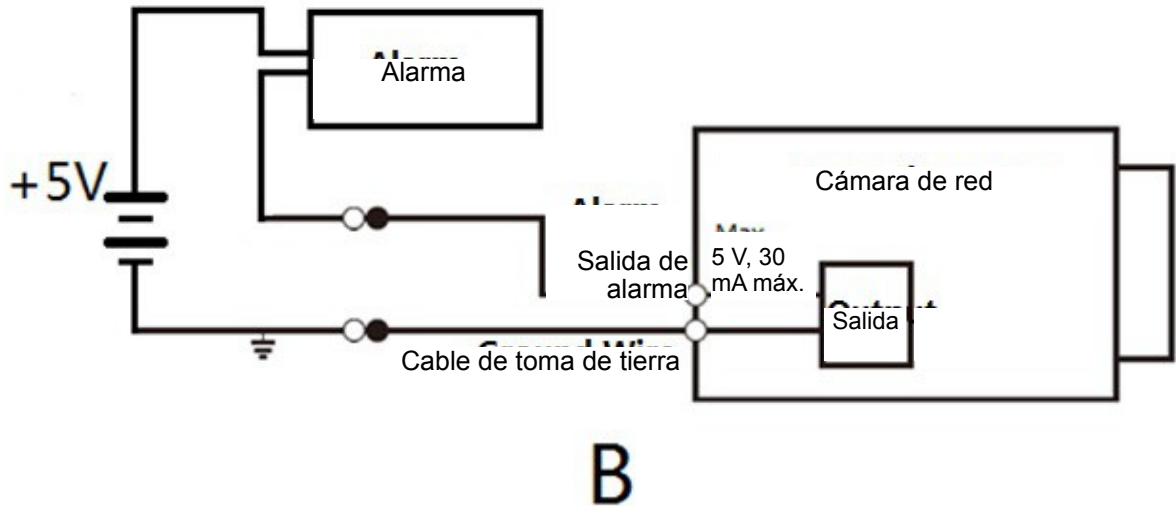 Alarma
Cámara de red
+5V
Salida de
alarma
5 V, 30
mA máx.
Salida
Cable de toma de tierra
B